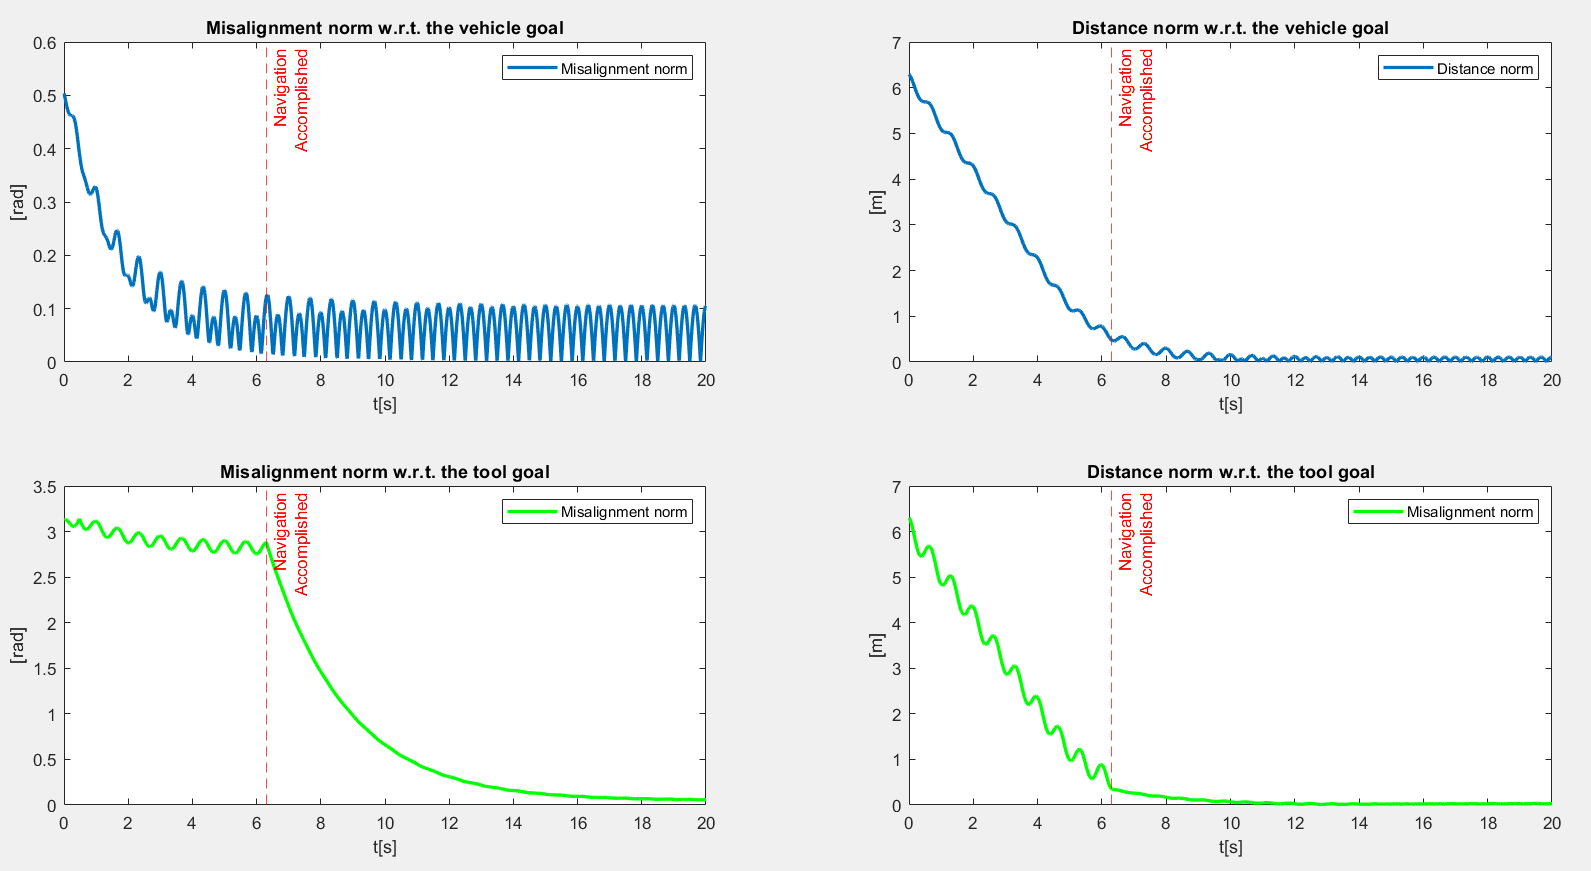 Misalignment norm w.r.t. the vehicle goal
0.6
0.5
0.4
0.3
0.2
0.1
0
[rad]
Misalignment norm
Navigation
Accomplished
0 2 4 6 8 10 12 14 16 18 20
t[s]
Distance norm w.r.t. the vehicle goal
7
6
5
4
3
2
1
0
[m]
Distance norm
Navigation
Accomplished
0 2 4 6 8 10 12 14 16 18 20
t[s]
Misalignment norm w.r.t. the tool goal
3.5
3
2.5
2
1.5
1
0.5
0
[rad]
Misalignment norm
Navigation
Accomplished
0 2 4 6 8 10 12 14 16 18 20
t[s]
Distance norm w.r.t. the tool goal
7
6
5
4
3
2
1
0
[m]
Misalignment norm
Navigation
Accomplished
0 2 4 6 8 10 12 14 16 18 20
t[s]